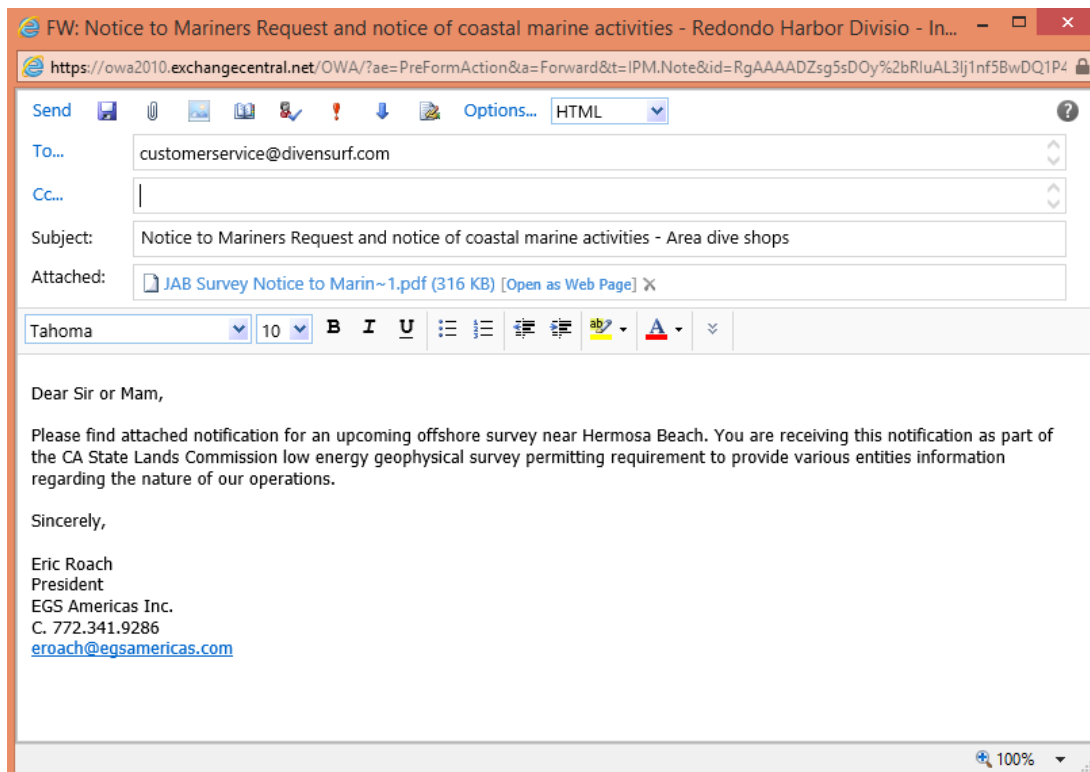 FW: Notice to Mariners Request and notice of coastal marine activities - Redondo Harbor Divisio - In...
https://owa2010.exchangecentral.net/OWA/?ae=PreFormAction&a=Forward&t=IPM.Note&id=RgAAAADZsg5sDOy%2bRluAL3lj1nf5BwDQ1P4
Send Options... HTML
To... customerservice@divensurf.com
Cc...
Subject: Notice to Mariners Request and notice of coastal marine activities - Area dive shops
Attached: JAB Survey Notice to Marin~1.pdf (316 KB) [Open as Web Page]
Tahoma 10 B I U ab A
Dear Sir or Mam,
Please find attached notification for an upcoming offshore survey near Hermosa Beach. You are receiving this notification as part of
the CA State Lands Commission low energy geophysical survey permitting requirement to provide various entities information
regarding the nature of our operations.
Sincerely,
Eric Roach
President
EGS Americas Inc.
C. 772.341.9286
eroach@egsamericas.com
100%